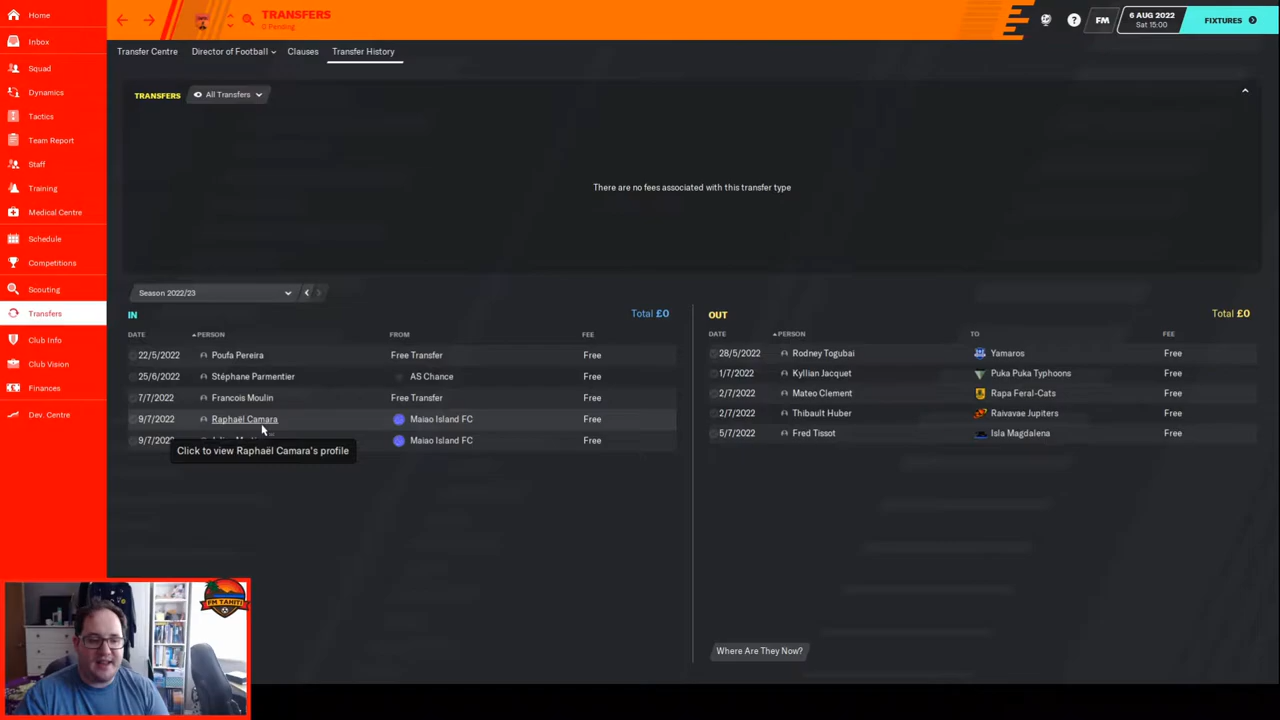 Home
Inbox
Squad
Dynamics
Tactics
Team Report
Staff
Training
Medical Centre
Schedule
Competitions
Scouting
Transfers
Club Info
Club Vision
Finances
Dev. Centre
TRANSFERS
0 Pending
FM
6 AUG 2022
Sat 15:00
FIXTURES
Transfer Centre Director of Football Clauses Transfer History
TRANSFERS All Transfers
There are no fees associated with this transfer type
Season 2022/23
IN Total £0
DATE PERSON FROM FEE
22/5/2022 Poufa Pereira Free Transfer Free
25/6/2022 Stéphane Parmentier AS Chance Free
7/7/2022 Francois Moulin Free Transfer Free
9/7/2022 Raphaël Camara Maiao Island FC Free
9/7/2022 Maiao Island FC Free
Click to view Raphaël Camara's profile
OUT Total £0
DATE PERSON TO FEE
28/5/2022 Rodney Togubai Yamaros Free
1/7/2022 Kyllian Jacquet Puka Puka Typhoons Free
2/7/2022 Mateo Clement Rapa Feral-Cats Free
2/7/2022 Thibault Huber Raivavae Jupiters Free
5/7/2022 Fred Tissot Isla Magdalena Free
Where Are They Now?
FM TAHITI